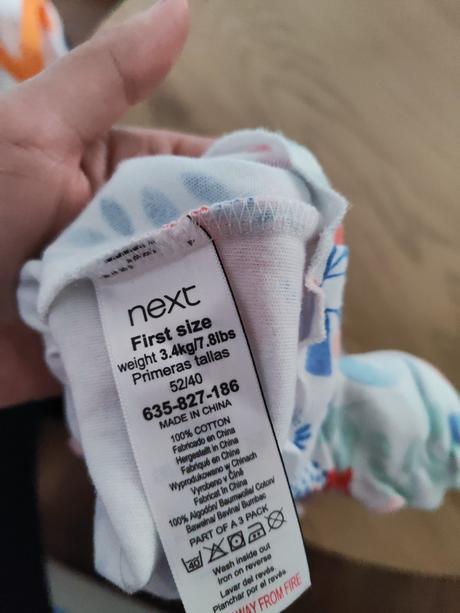 next
First size
weight 3.4kg/7.8lbs
Primeras tallas
52/40
635-827-186
MADE IN CHINA
100% COTTON
Fabricado en China
Hergestellt in China
Fabriqué en Chine
Wyprodukowano w Chinach
Vyrobeno v Číně
Fabricat în China
100% Algodón/ Baumwolle/ Coton/
Bawełna/ Bavlna/ Bumbac
PART OF A 3 PACK
40
Wash inside out
Iron on reverse
Lavar del revés.
Planchar por el revés
AWAY FROM FIRE